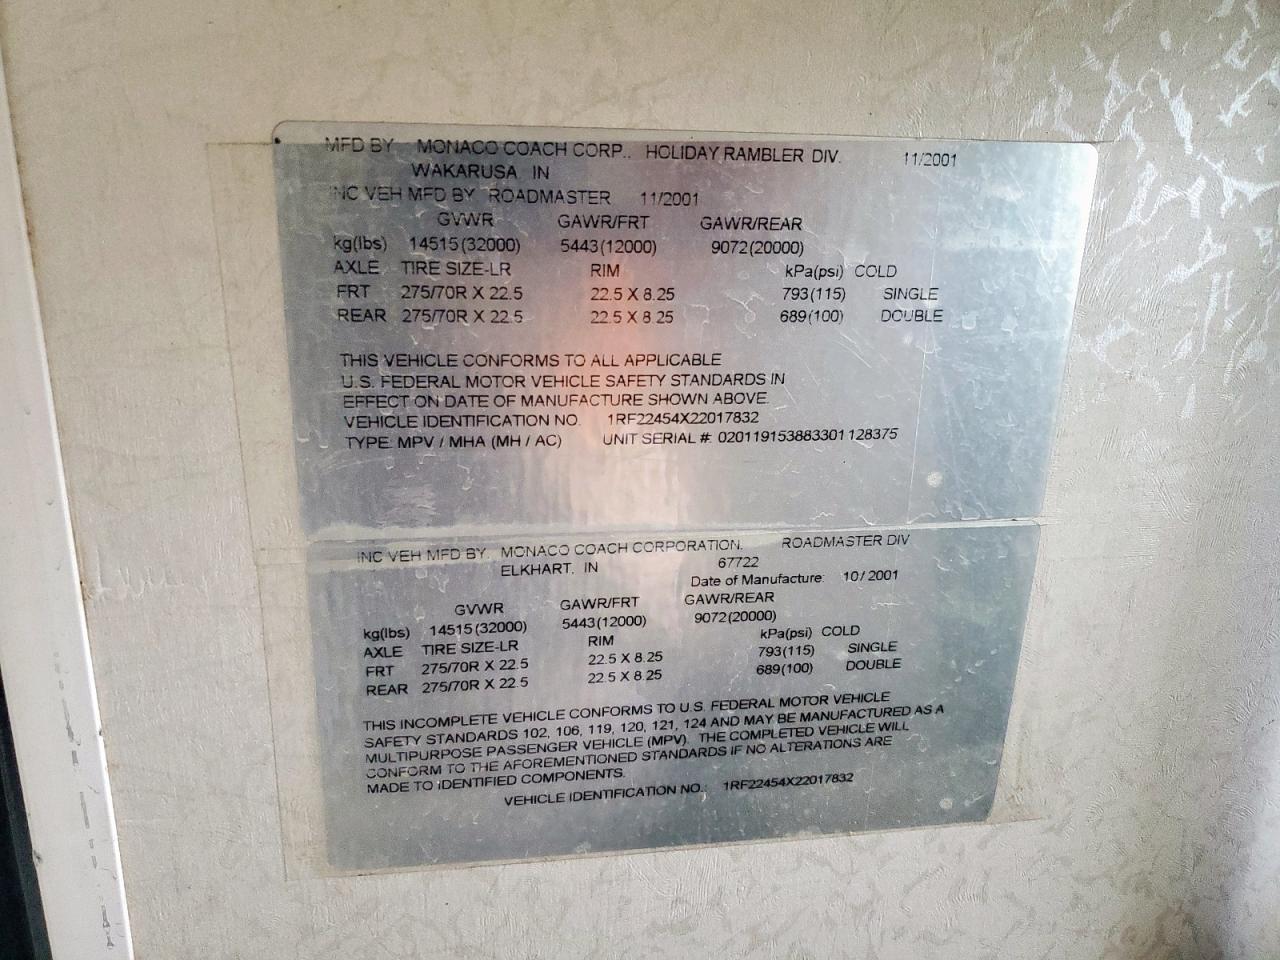 MFD BY MONACO COACH CORP.. HOLIDAY RAMBLER DIV. 11/2001
WAKARUSA IN
INC VEH MFD BY ROADMASTER 11/2001
GVWR GAWR/FRT GAWR/REAR
kg(lbs) 14515(32000) 5443(12000) 9072(20000)
AXLE TIRE SIZE-LR RIM kPa(psi) COLD
FRT 275/70R X 22.5 22.5 X 8.25 793(115) SINGLE
REAR 275/70R X 22.5 22.5 X 8.25 689(100) DOUBLE
THIS VEHICLE CONFORMS TO ALL APPLICABLE
U.S. FEDERAL MOTOR VEHICLE SAFETY STANDARDS IN
EFFECT ON DATE OF MANUFACTURE SHOWN ABOVE.
VEHICLE IDENTIFICATION NO. 1RF22454X22017832
TYPE: MPV / MHA (MH / AC) UNIT SERIAL #: 020119153883301128375
INC VEH MFD BY. MONACO COACH CORPORATION. ROADMASTER DIV
ELKHART. IN 67722
Date of Manufacture: 10/2001
GVWR GAWR/FRT GAWR/REAR
kg(lbs) 14515(32000) 5443(12000) 9072(20000)
AXLE TIRE SIZE-LR RIM kPa(psi) COLD
FRT 275/70R X 22.5 22.5 X 8.25 793(115) SINGLE
REAR 275/70R X 22.5 22.5 X 8.25 689(100) DOUBLE
THIS INCOMPLETE VEHICLE CONFORMS TO U.S. FEDERAL MOTOR VEHICLE
SAFETY STANDARDS 102, 106, 119, 120, 121, 124 AND MAY BE MANUFACTURED AS A
MULTIPURPOSE PASSENGER VEHICLE (MPV). THE COMPLETED VEHICLE WILL
CONFORM TO THE AFOREMENTIONED STANDARDS IF NO ALTERATIONS ARE
MADE TO IDENTIFIED COMPONENTS.
VEHICLE IDENTIFICATION NO.: 1RF22454X22017832